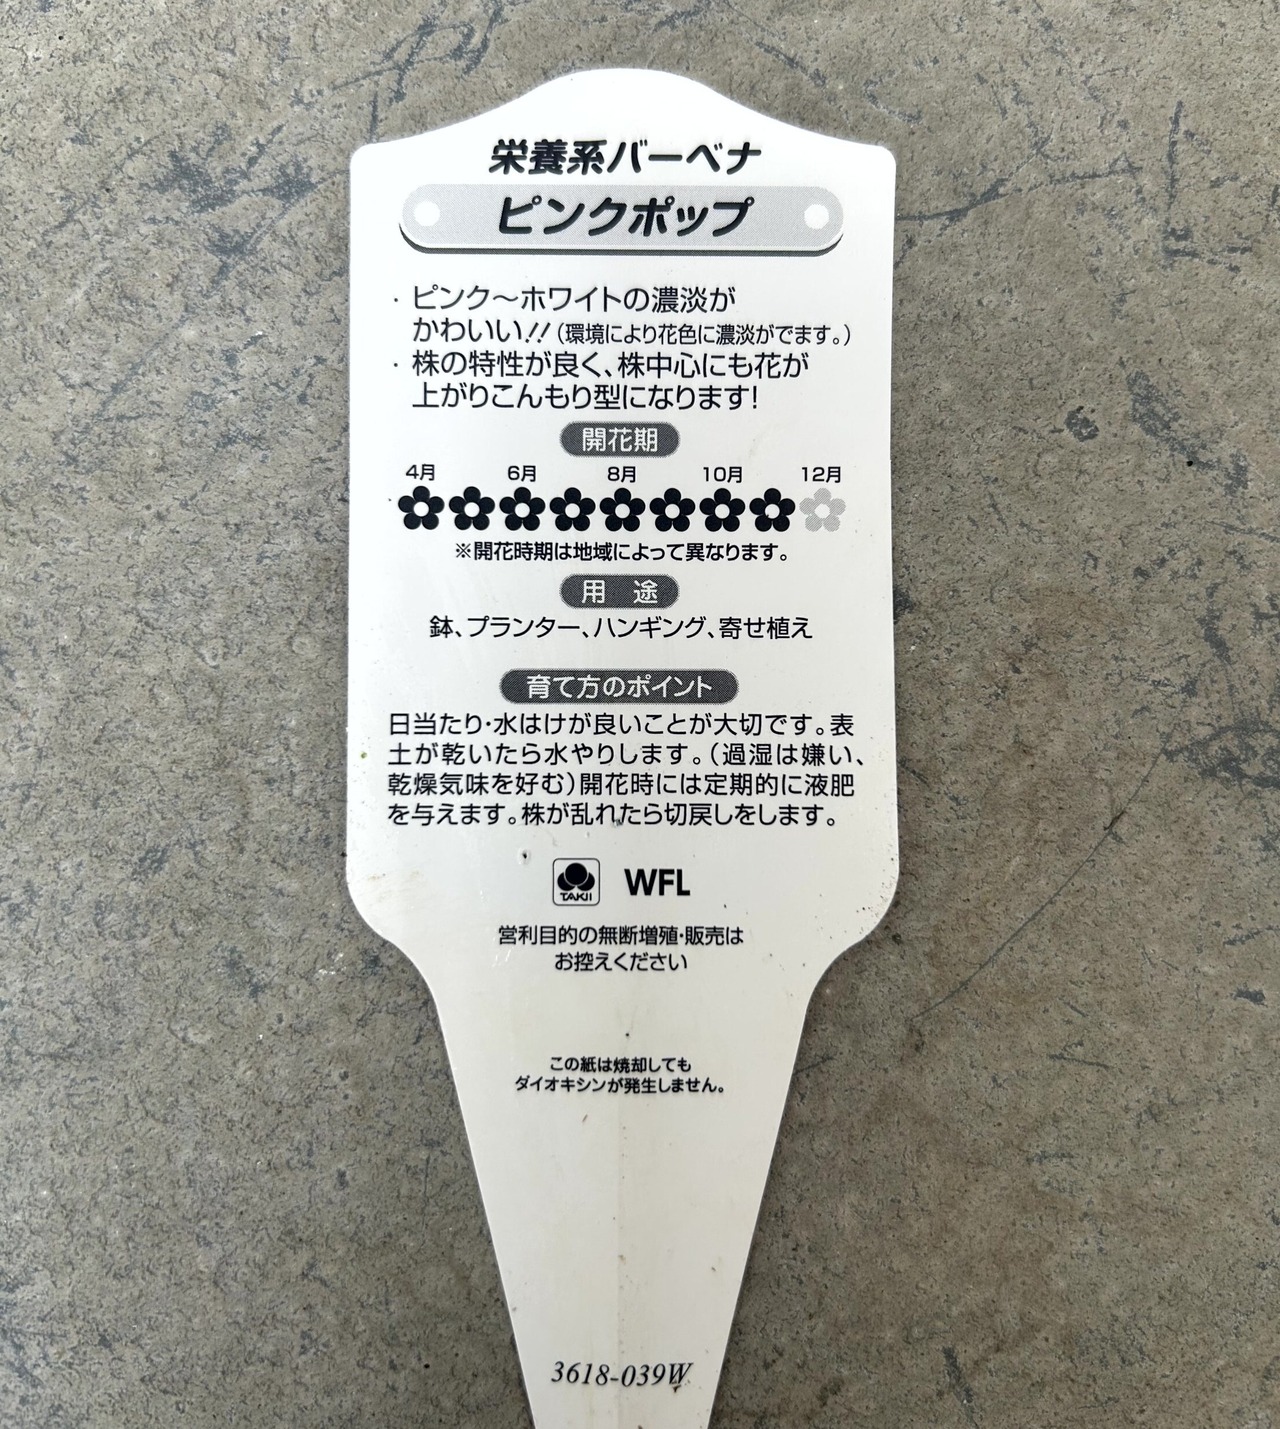 栄養系バーベナ
ピンクポップ
・ピンク〜ホワイトの濃淡が
かわいい!!(環境により花色に濃淡がでます。)
・株の特性が良く、株中心にも花が
上がりこんもり型になります!
開花期
4月 6月 8月 10月 12月
※開花時期は地域によって異なります。
用 途
鉢、プランター、ハンギング、寄せ植え
育て方のポイント
日当たり・水はけが良いことが大切です。表
土が乾いたら水やりします。(過湿は嫌い、
乾燥気味を好む)開花時には定期的に液肥
を与えます。株が乱れたら切戻しをします。
TAKII WFL
営利目的の無断増殖・販売は
お控えください
この紙は焼却しても
ダイオキシンが発生しません。
3618-039W